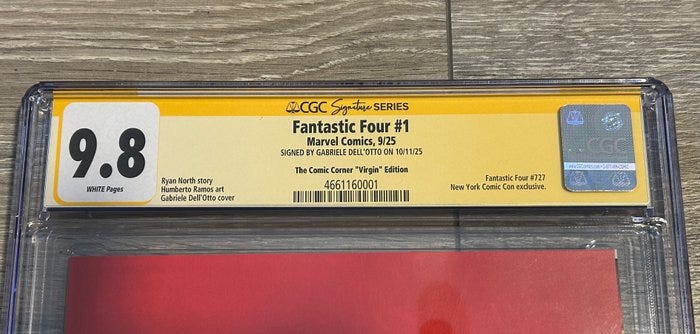 CGC Signature SERIES
Fantastic Four #1
Marvel Comics, 9/25
SIGNED BY GABRIELE DELL'OTTO ON 10/11/25
The Comic Corner "Virgin" Edition
4661160001
9.8
WHITE Pages
Ryan North story
Humberto Ramos art
Gabriele Dell'Otto cover
Fantastic Four #727
New York Comic Con exclusive.
CGC